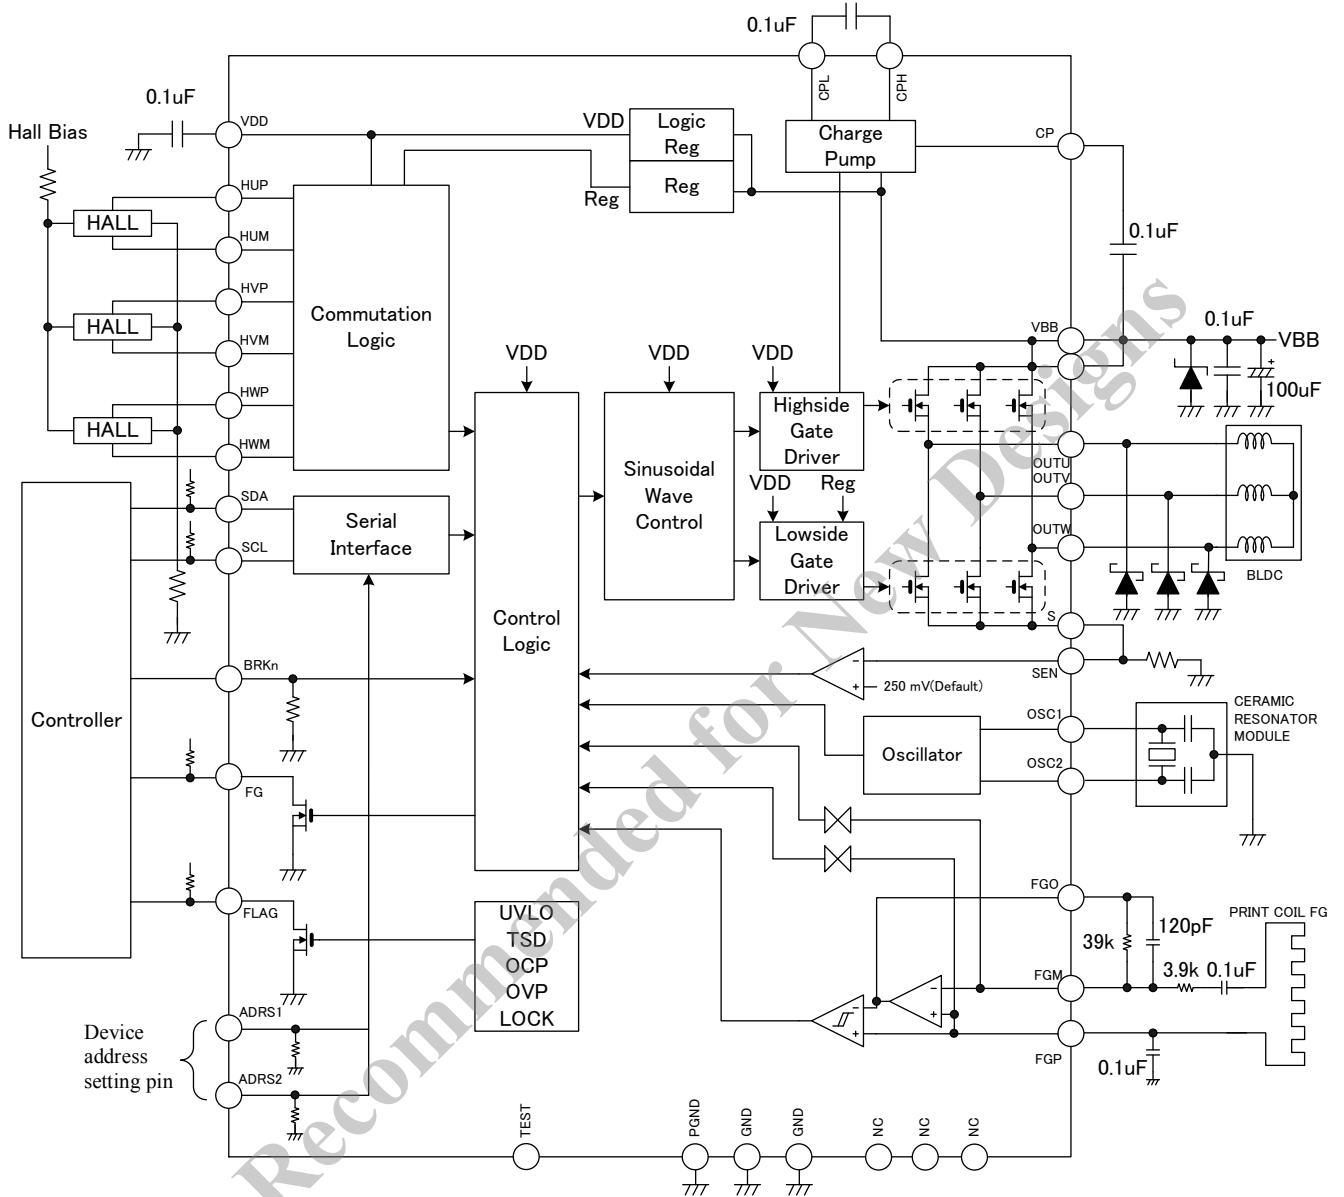 0.1uF
CPL
CPH
0.1uF
VDD
Hall Bias
VDD
Logic
Reg
Reg
Reg
Charge
Pump
CP
HUP
HALL
HUM
0.1uF
HVP
HALL
HVM
Commutation
Logic
HWP
HALL
HWM
VDD
VDD
VDD
VBB
0.1uF
VBB
100uF
Highside
Gate
Driver
Sinusoidal
Wave
Control
VDD
Reg
Lowside
Gate
Driver
OUTU
OUTV
OUTW
BLDC
SDA
SCL
Serial
Interface
Control
Logic
S
SEN
250 mV(Default)
BRKn
Controller
OSC1
OSC2
Oscillator
CERAMIC
RESONATOR
MODULE
FG
FLAG
UVLO
TSD
OCP
OVP
LOCK
FGO
FGM
FGP
39k
120pF
3.9k
0.1uF
PRINT COIL FG
0.1uF
Device
address
setting pin
ADRS1
ADRS2
TEST
PGND
GND
GND
NC
NC
NC
Recommended for New Designs